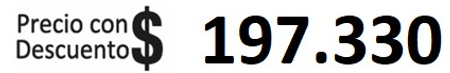 Precio con
Descuento $ 197.330